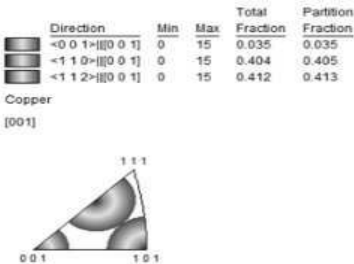 Total Partition
Direction Min Max Fraction Fraction
<0 0 1>||[0 0 1] 0 15 0.035 0.035
<1 1 0>||[0 0 1] 0 15 0.404 0.405
<1 1 2>||[0 0 1] 0 15 0.412 0.413
Copper
[001]
1 1 1
0 0 1 1 0 1